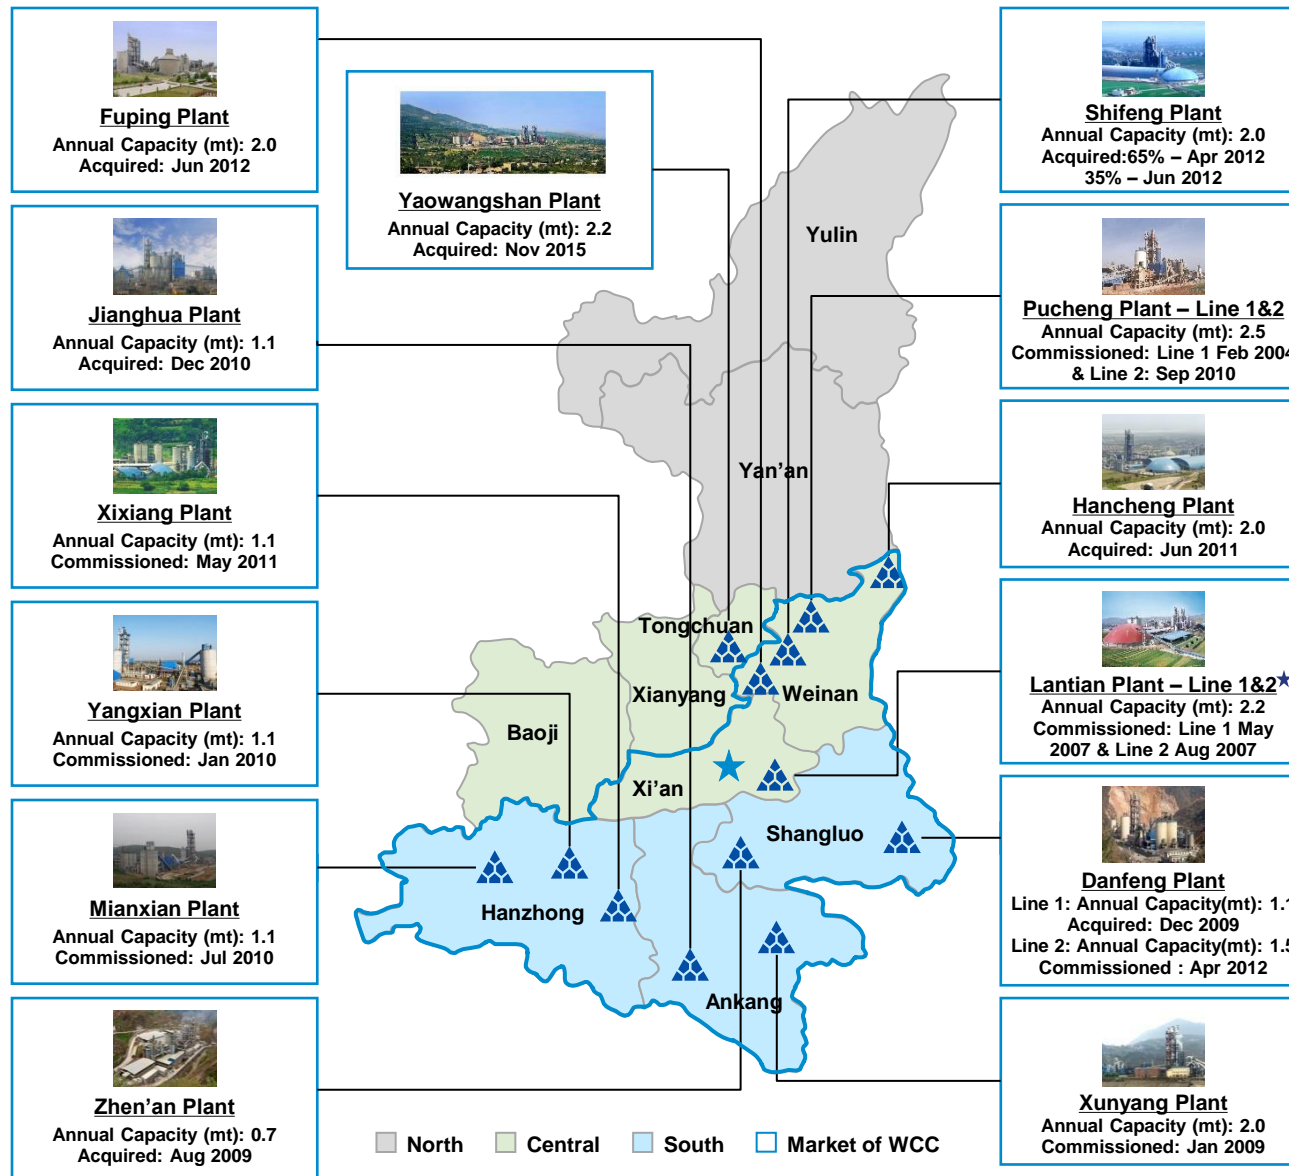 Fuping Plant
Annual Capacity (mt): 2.0
Acquired: Jun 2012
Jianghua Plant
Annual Capacity (mt): 1.1
Acquired: Dec 2010
Xixiang Plant
Annual Capacity (mt): 1.1
Commissioned: May 2011
Yangxian Plant
Annual Capacity (mt): 1.1
Commissioned: Jan 2010
Mianxian Plant
Annual Capacity (mt): 1.1
Commissioned: Jul 2010
Zhen’an Plant
Annual Capacity (mt): 0.7
Acquired: Aug 2009
Yaowangshan Plant
Annual Capacity (mt): 2.2
Acquired: Nov 2015
Yulin
Yan’an
Tongchuan
Xianyang
Weinan
Baoji
Xi’an
Shangluo
Hanzhong
Ankang
North
Central
South
Market of WCC
Shifeng Plant
Annual Capacity (mt): 2.0
Acquired:65% – Apr 2012
35% – Jun 2012
Pucheng Plant – Line 1&2
Annual Capacity (mt): 2.5
Commissioned: Line 1 Feb 2004
& Line 2: Sep 2010
Hancheng Plant
Annual Capacity (mt): 2.0
Acquired: Jun 2011
Lantian Plant – Line 1&2
Annual Capacity (mt): 2.2
Commissioned: Line 1 May
2007 & Line 2 Aug 2007
Danfeng Plant
Line 1: Annual Capacity(mt): 1.1
Acquired: Dec 2009
Line 2: Annual Capacity(mt): 1.5
Commissioned : Apr 2012
Xunyang Plant
Annual Capacity (mt): 2.0
Commissioned: Jan 2009